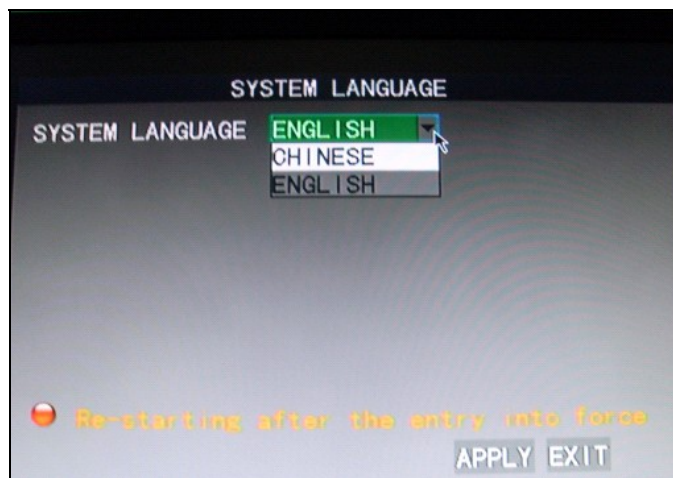 SYSTEM LANGUAGE
SYSTEM LANGUAGE ENGLISH
CHINESE
ENGLISH
Re-starting after the entry into force
APPLY EXIT